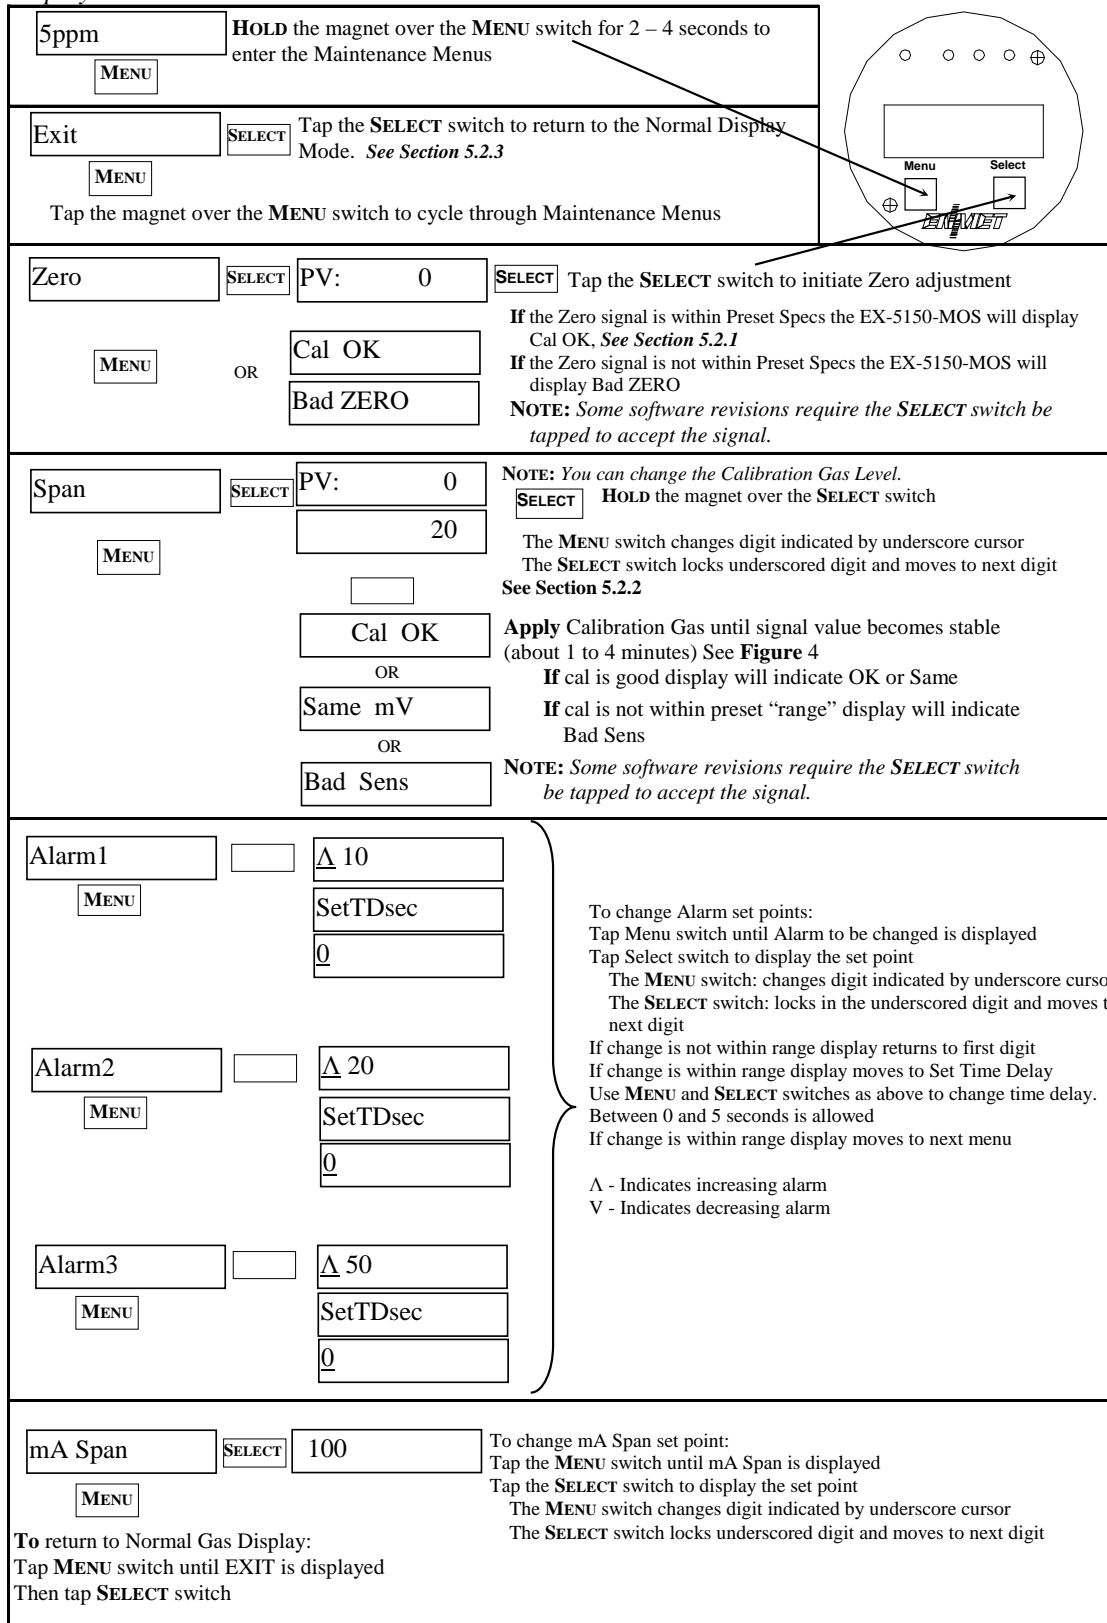 5ppm
HOLD the magnet over the MENU switch for 2 – 4 seconds to
enter the Maintenance Menus
MENU
Exit
SELECT
Tap the SELECT switch to return to the Normal Display
Mode. See Section 5.2.3
MENU
Tap the magnet over the MENU switch to cycle through Maintenance Menus
Menu
Select
Zero
SELECT
PV: 0
SELECT
Tap the SELECT switch to initiate Zero adjustment
MENU
OR
Cal OK
Bad ZERO
If the Zero signal is within Preset Specs the EX-5150-MOS will display
Cal OK, See Section 5.2.1
If the Zero signal is not within Preset Specs the EX-5150-MOS will
display Bad ZERO
NOTE: Some software revisions require the SELECT switch be
tapped to accept the signal.
Span
SELECT
PV: 0
20
MENU
NOTE: You can change the Calibration Gas Level.
SELECT
HOLD the magnet over the SELECT switch
The MENU switch changes digit indicated by underscore cursor
The SELECT switch locks underscored digit and moves to next digit
See Section 5.2.2
Cal OK
OR
Same mV
OR
Bad Sens
Apply Calibration Gas until signal value becomes stable
(about 1 to 4 minutes) See Figure 4
If cal is good display will indicate OK or Same
If cal is not within preset “range” display will indicate
Bad Sens
NOTE: Some software revisions require the SELECT switch
be tapped to accept the signal.
Alarm1
MENU
Λ 10
SetTDsec
0
Alarm2
MENU
Λ 20
SetTDsec
0
Alarm3
MENU
Λ 50
SetTDsec
0
To change Alarm set points:
Tap Menu switch until Alarm to be changed is displayed
Tap Select switch to display the set point
The MENU switch: changes digit indicated by underscore
The SELECT switch: locks in the underscored digit and moves
next digit
If change is not within range display returns to first digit
If change is within range display moves to Set Time Delay
Use MENU and SELECT switches as above to change time delay.
Between 0 and 5 seconds is allowed
If change is within range display moves to next menu
Λ - Indicates increasing alarm
V - Indicates decreasing alarm
mA Span
SELECT
100
MENU
To change mA Span set point:
Tap the MENU switch until mA Span is displayed
Tap the SELECT switch to display the set point
The MENU switch changes digit indicated by underscore cursor
The SELECT switch locks underscored digit and moves to next digit
To return to Normal Gas Display:
Tap MENU switch until EXIT is displayed
Then tap SELECT switch